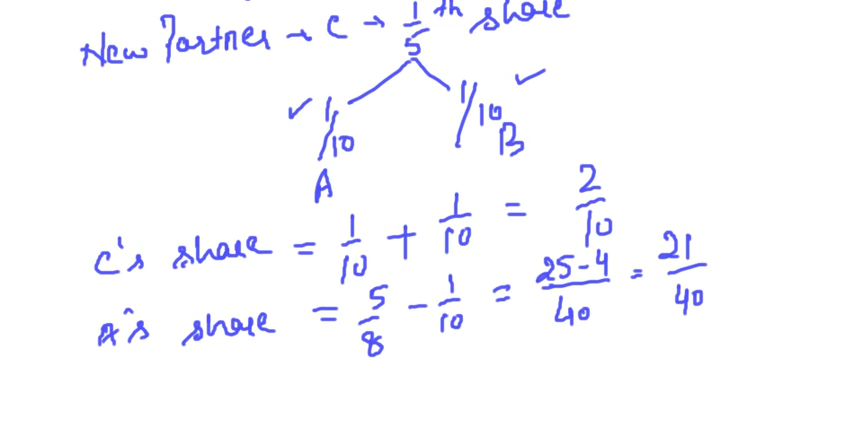 New Partner → C → 1/5 th share
✓ 1/10 1/10 ✓
A B
C's share = 1/10 + 1/10 = 2/10
A's share = 5/8 - 1/10 = 25-4/40 = 21/40